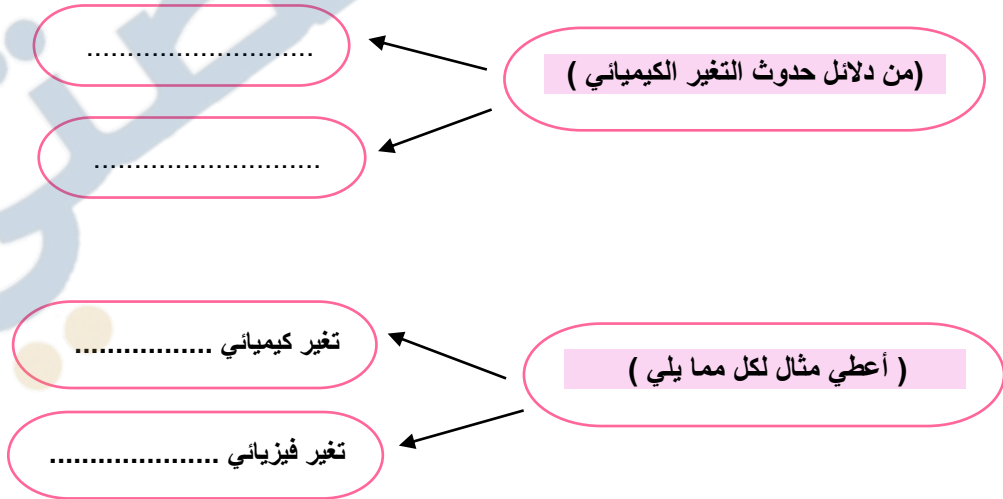 (من دلائل حدوث التغير الكيميائي )
............................
............................
( أعطي مثال لكل مما يلي )
تغير كيميائي .................
تغير فيزيائي .....................